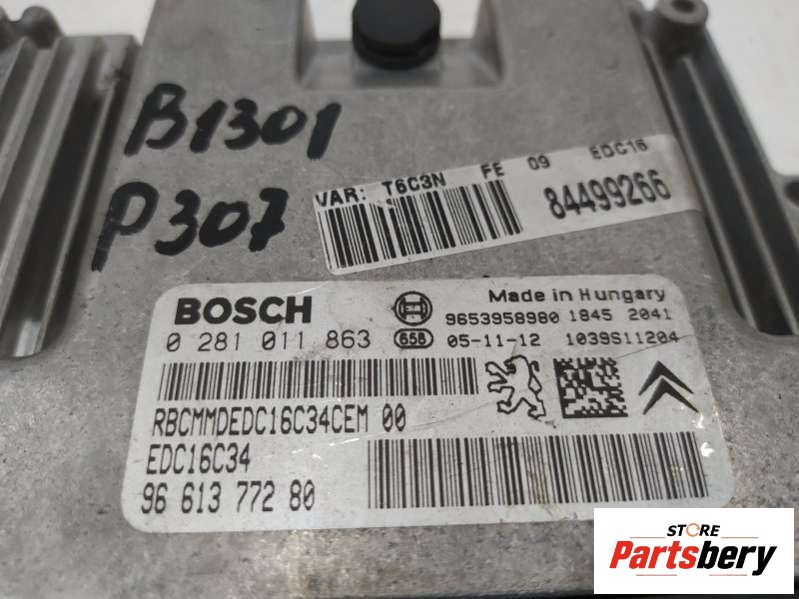 B1301
P307
VAR: T6C3N FE 09 EDC16
84499266
BOSCH
Made in Hungary
0 281 011 863
658
9653958980 1845 2041
05-11-12 1039S11204
RBCMMDEDC16C34CEM 00
EDC16C34
96 613 772 80
STORE
Partsbery